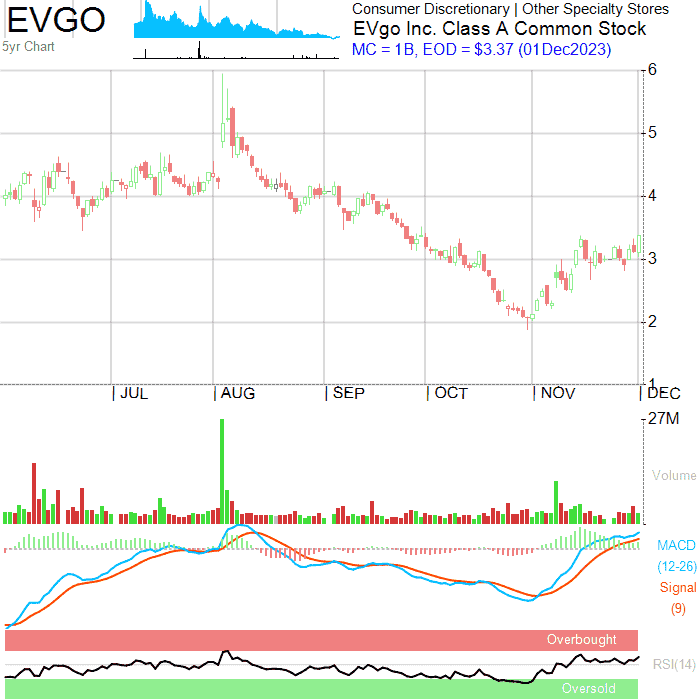 EVGO
5yr Chart
Consumer Discretionary | Other Specialty Stores
EVgo Inc. Class A Common Stock
MC = 1B, EOD = $3.37 (01Dec2023)
6
5
4
3
2
1
| JUL | AUG | SEP | OCT | NOV | DEC
27M
Volume
MACD
(12-26)
Signal
(9)
Overbought
RSI(14)
Oversold